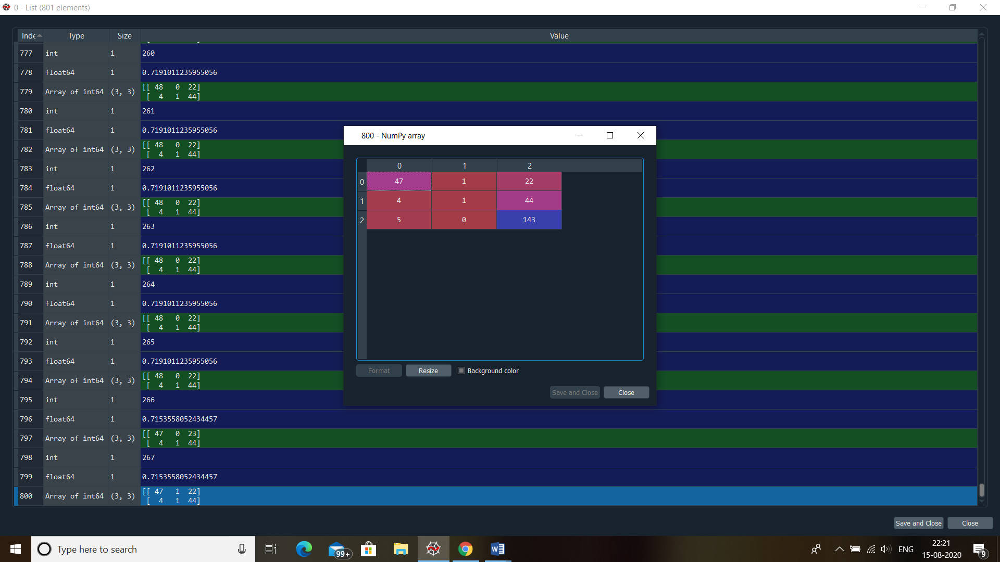 0 - List (801 elements)
Inde Type Size Value
777 int 1 260
778 float64 1 0.7191011235955056
779 Array of int64 (3, 3) [[ 48 0 22]
[ 4 1 44]
780 int 1 261
781 float64 1 0.7191011235955056
782 Array of int64 (3, 3) [[ 48 0 22]
[ 4 1 44]
783 int 1 262
784 float64 1 0.7191011235955056
785 Array of int64 (3, 3) [[ 48 0 22]
[ 4 1 44]
786 int 1 263
787 float64 1 0.7191011235955056
788 Array of int64 (3, 3) [[ 48 0 22]
[ 4 1 44]
789 int 1 264
790 float64 1 0.7191011235955056
791 Array of int64 (3, 3) [[ 48 0 22]
[ 4 1 44]
792 int 1 265
793 float64 1 0.7191011235955056
794 Array of int64 (3, 3) [[ 48 0 22]
[ 4 1 44]
795 int 1 266
796 float64 1 0.7153558052434457
797 Array of int64 (3, 3) [[ 47 0 23]
[ 4 1 44]
798 int 1 267
799 float64 1 0.7153558052434457
800 Array of int64 (3, 3) [[ 47 1 22]
[ 4 1 44]
800 - NumPy array
0 1 2
0 47 1 22
1 4 1 44
2 5 0 143
Format Resize Background color
Save and Close Close
Save and Close Close
Type here to search
99+
ENG
22:21
15-08-2020
9